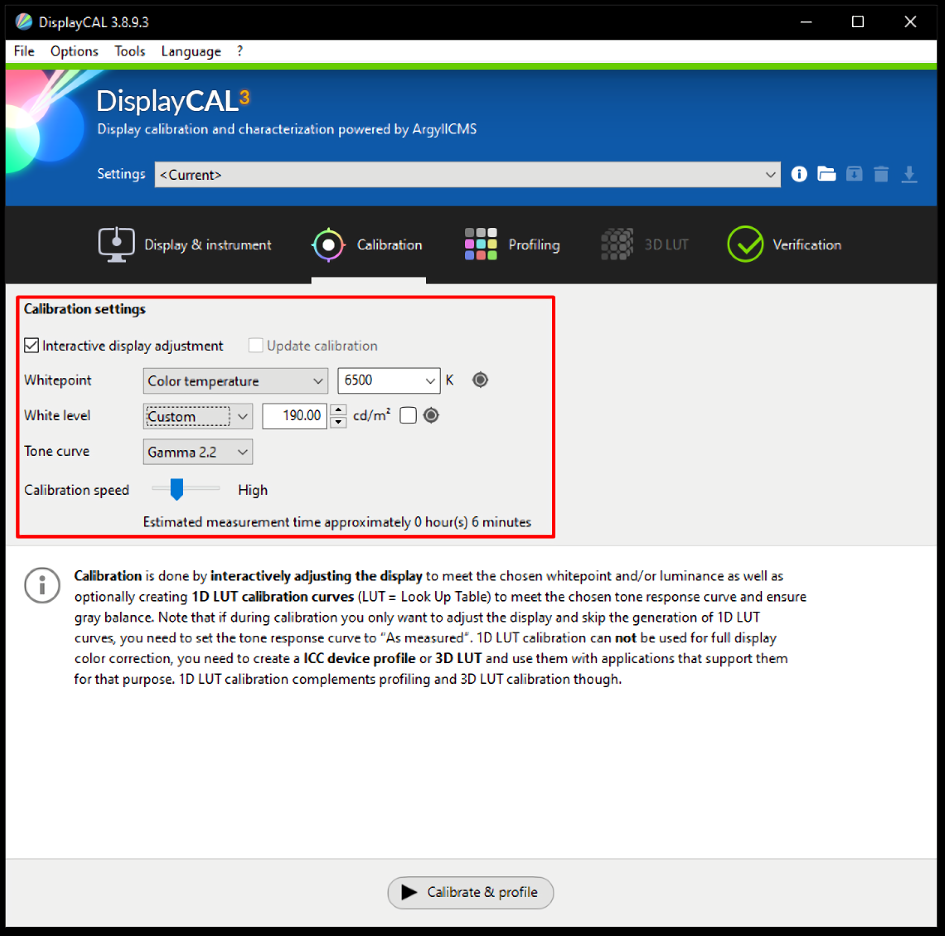 DisplayCAL 3.8.9.3
File Options Tools Language ?
DisplayCAL3
Display calibration and characterization powered by ArgyllCMS
Settings <Current>
Display & instrument Calibration Profiling 3D LUT Verification
Calibration settings
Interactive display adjustment Update calibration
Whitepoint Color temperature 6500 K
White level Custom 190.00 cd/m²
Tone curve Gamma 2.2
Calibration speed High
Estimated measurement time approximately 0 hour(s) 6 minutes
Calibration is done by interactively adjusting the display to meet the chosen whitepoint and/or luminance as well as
optionally creating 1D LUT calibration curves (LUT = Look Up Table) to meet the chosen tone response curve and ensure
gray balance. Note that if during calibration you only want to adjust the display and skip the generation of 1D LUT
curves, you need to set the tone response curve to “As measured”. 1D LUT calibration can not be used for full display
color correction, you need to create a ICC device profile or 3D LUT and use them with applications that support them
for that purpose. 1D LUT calibration complements profiling and 3D LUT calibration though.
Calibrate & profile